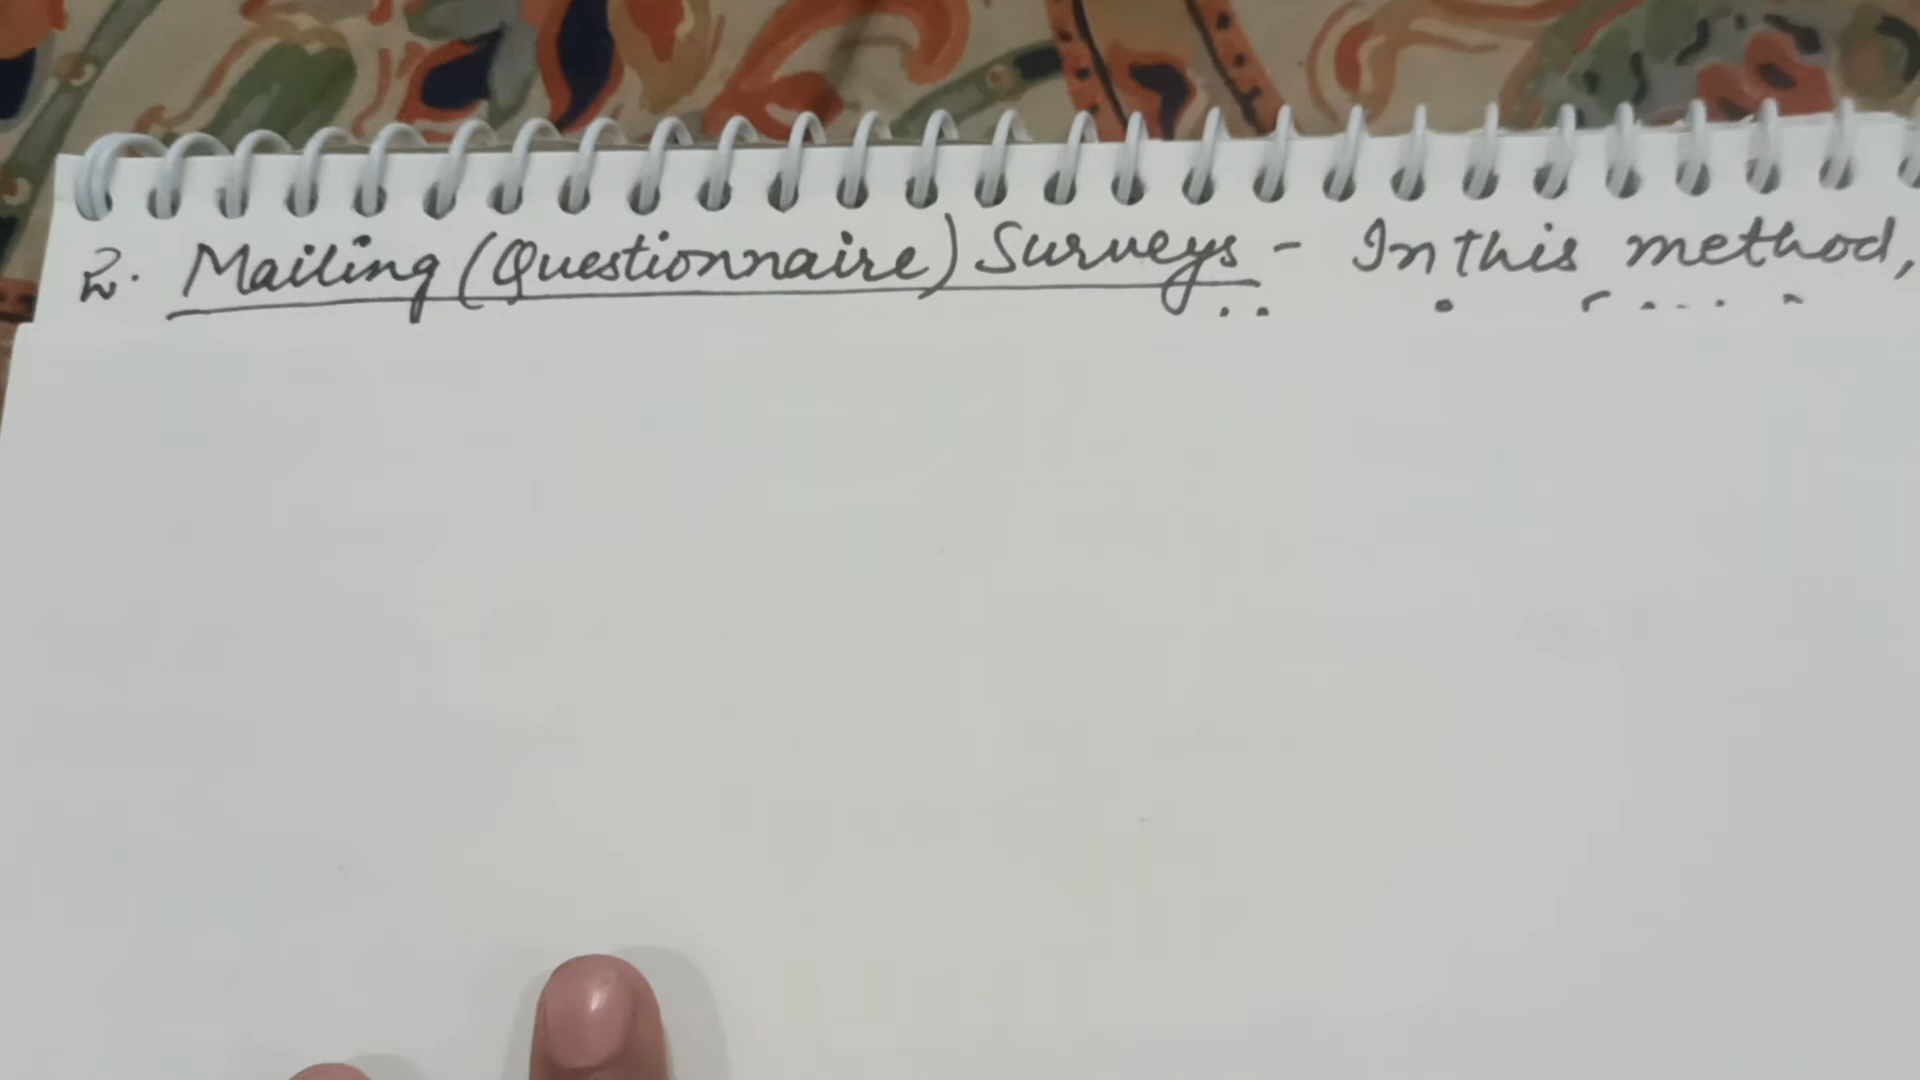 2. Mailing (Questionnaire) Surveys - In this method,